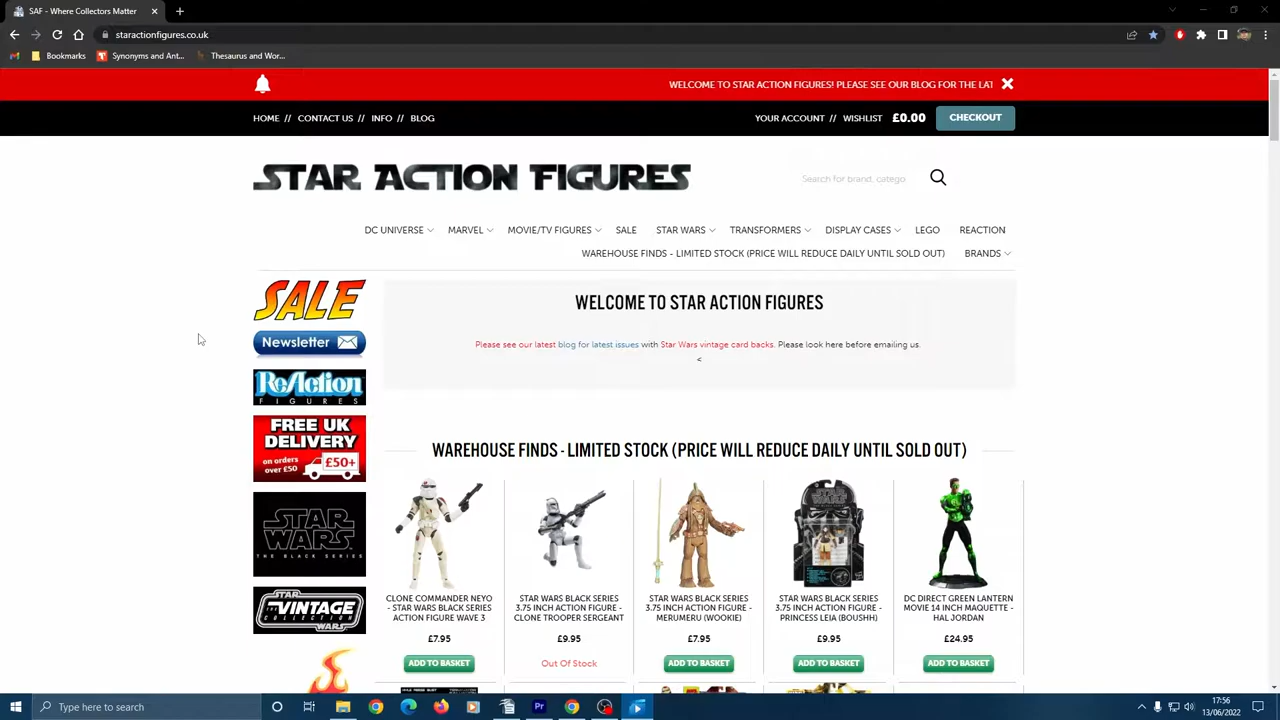 SAF - Where Collectors Matter
staractionfigures.co.uk
Bookmarks
Synonyms and Ant...
Thesaurus and Wor...
WELCOME TO STAR ACTION FIGURES! PLEASE SEE OUR BLOG FOR THE LAT
HOME // CONTACT US // INFO // BLOG
YOUR ACCOUNT // WISHLIST £0.00 CHECKOUT
STAR ACTION FIGURES
Search for brand, catego
DC UNIVERSE MARVEL MOVIE/TV FIGURES SALE STAR WARS TRANSFORMERS DISPLAY CASES LEGO REACTION
WAREHOUSE FINDS - LIMITED STOCK (PRICE WILL REDUCE DAILY UNTIL SOLD OUT) BRANDS
SALE
Newsletter
ReAction
FIGURES
FREE UK
DELIVERY
on orders
over £50
£50+
STAR WARS
THE BLACK SERIES
STAR
THE VINTAGE
COLLECTION
WARS
WELCOME TO STAR ACTION FIGURES
Please see our latest blog for latest issues with Star Wars vintage card backs. Please look here before emailing us.
<
WAREHOUSE FINDS - LIMITED STOCK (PRICE WILL REDUCE DAILY UNTIL SOLD OUT)
CLONE COMMANDER NEYO
- STAR WARS BLACK SERIES
ACTION FIGURE WAVE 3
£7.95
ADD TO BASKET
STAR WARS BLACK SERIES
3.75 INCH ACTION FIGURE -
CLONE TROOPER SERGEANT
£9.95
Out Of Stock
STAR WARS BLACK SERIES
3.75 INCH ACTION FIGURE -
MERUMERU (WOOKIE)
£7.95
ADD TO BASKET
STAR WARS BLACK SERIES
3.75 INCH ACTION FIGURE -
PRINCESS LEIA (BOUSHH)
£9.95
ADD TO BASKET
DC DIRECT GREEN LANTERN
MOVIE 14 INCH MAQUETTE -
HAL JORDAN
£24.95
ADD TO BASKET
Type here to search
17:56
13/06/2022